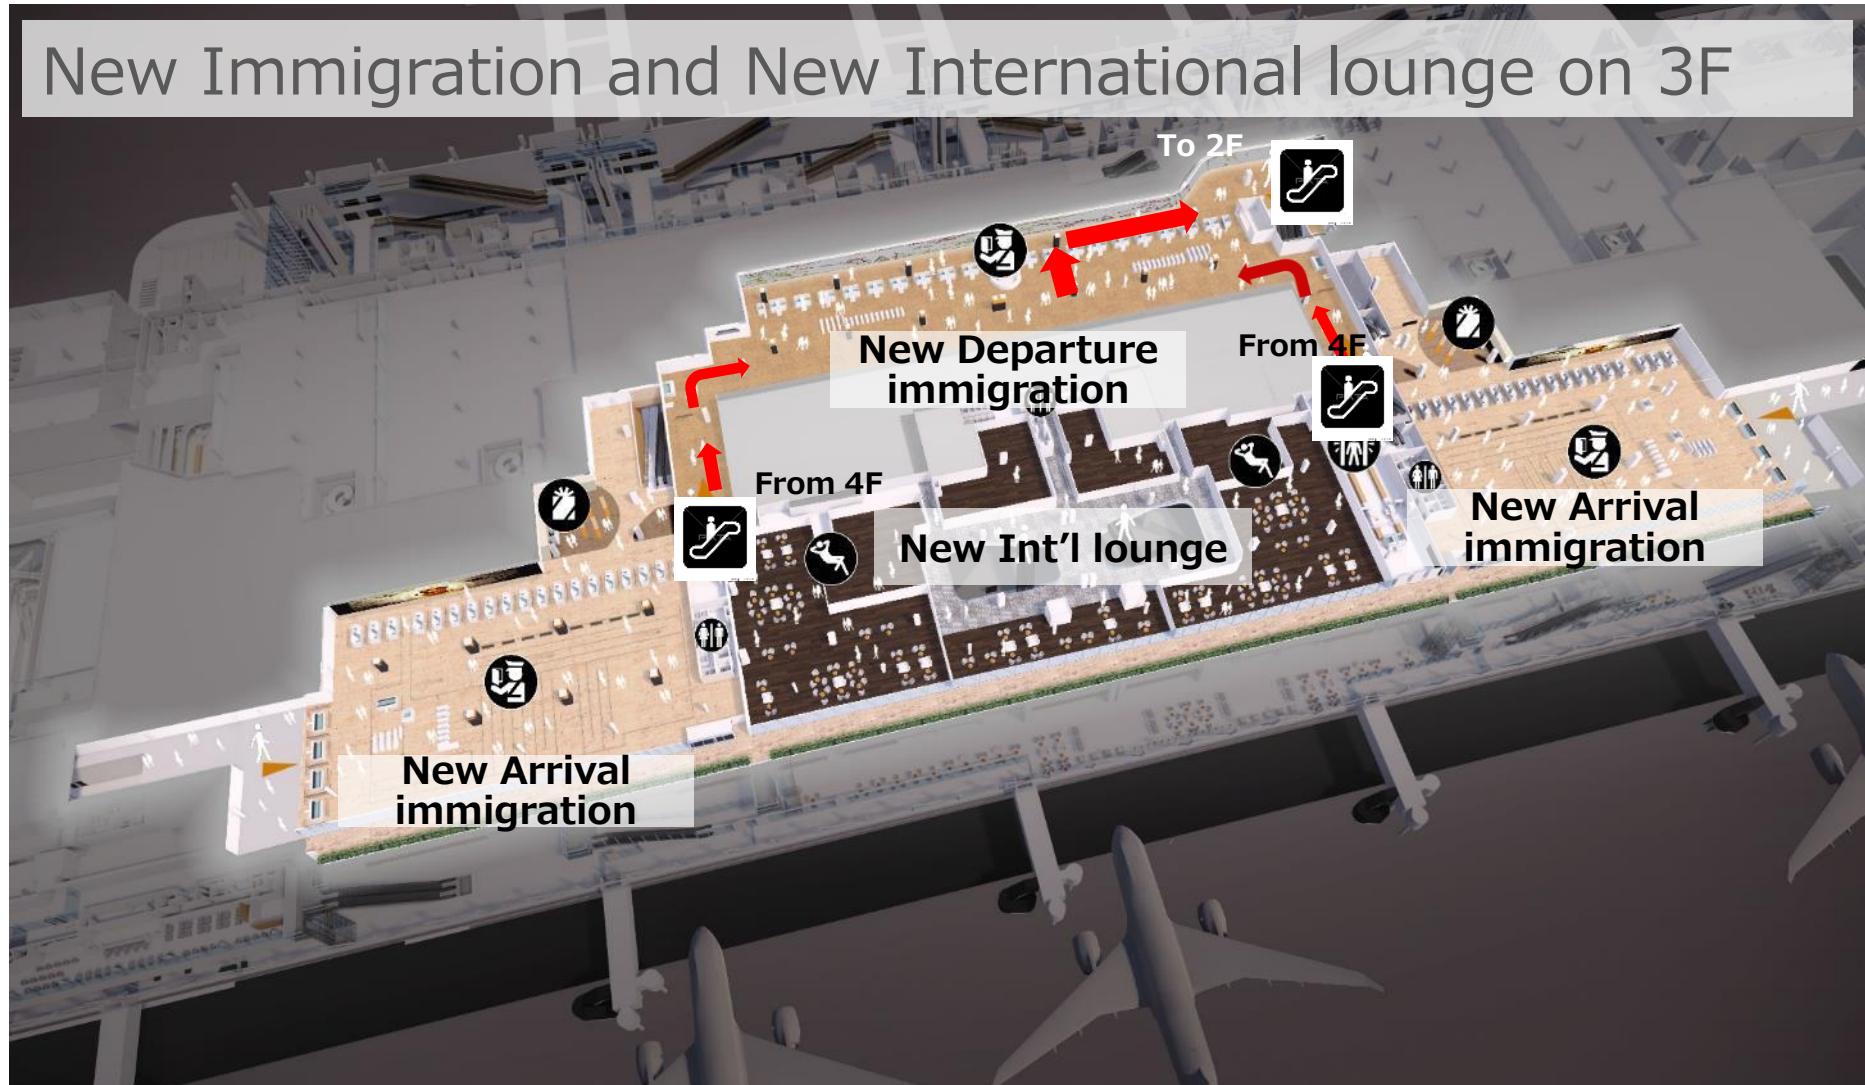 New Immigration and New International lounge on 3F
To 2F
New Departure
immigration
From 4F
From 4F
New Int’l lounge
New Arrival
immigration
New Arrival
immigration